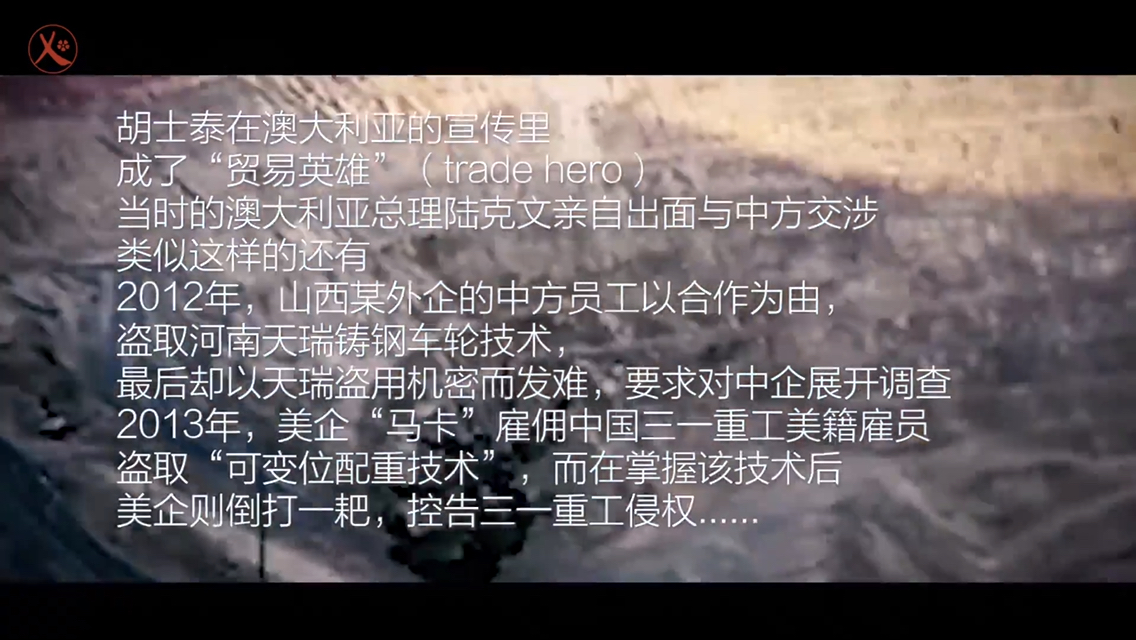 胡士泰在澳大利亚的宣传里
成了“贸易英雄”（trade hero）
当时的澳大利亚总理陆克文亲自出面与中方交涉
类似这样的还有
2012年，山西某外企的中方员工以合作为由，
盗取河南天瑞铸钢车轮技术，
最后却以天瑞盗用机密而发难，要求对中企展开调查
2013年，美企“马卡”雇佣中国三一重工美籍雇员
盗取“可变位配重技术”，而在掌握该技术后
美企则倒打一耙，控告三一重工侵权......